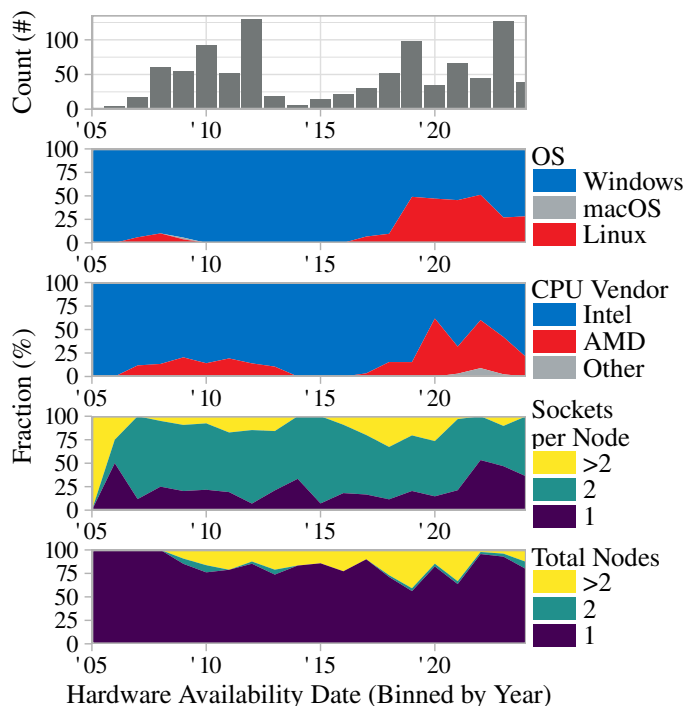 Count (#)
100
50
0
'05 '10 '15 '20
OS
Windows
macOS
Linux
100
75
50
25
0
'05 '10 '15 '20
CPU Vendor
Intel
AMD
Other
100
75
50
25
0
'05 '10 '15 '20
Fraction (%)
Sockets
per Node
>2
2
1
100
75
50
25
0
'05 '10 '15 '20
Total Nodes
>2
2
1
100
75
50
25
0
'05 '10 '15 '20
Hardware Availability Date (Binned by Year)